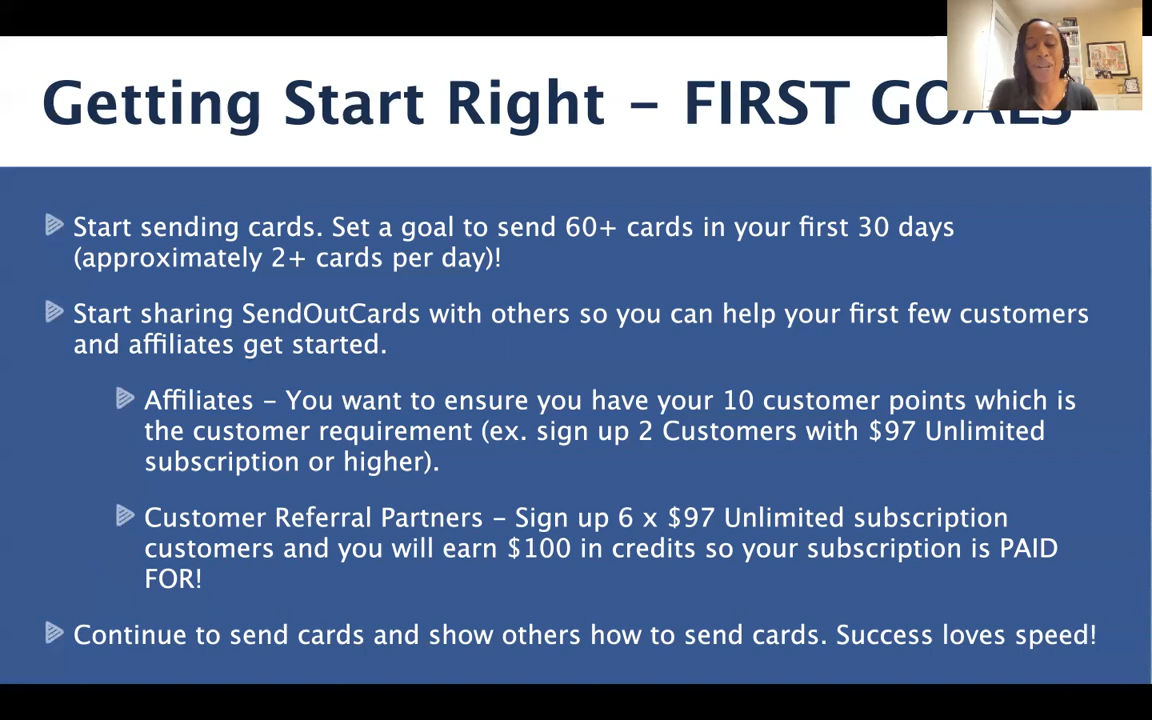 Getting Start Right – FIRST GOALS
Start sending cards. Set a goal to send 60+ cards in your first 30 days
(approximately 2+ cards per day)!
Start sharing SendOutCards with others so you can help your first few customers
and affiliates get started.
Affiliates – You want to ensure you have your 10 customer points which is
the customer requirement (ex. sign up 2 Customers with $97 Unlimited
subscription or higher).
Customer Referral Partners – Sign up 6 x $97 Unlimited subscription
customers and you will earn $100 in credits so your subscription is PAID
FOR!
Continue to send cards and show others how to send cards. Success loves speed!